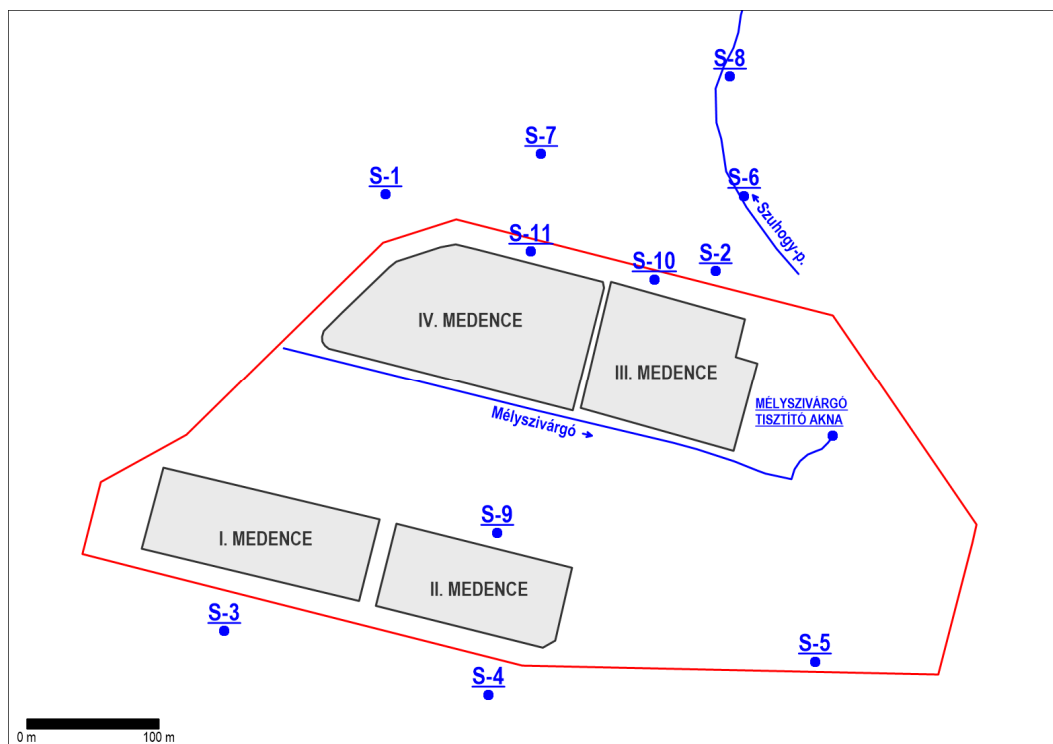 S-8
S-7
S-1
S-6
Szuhogy-p.
S-11
S-2
S-10
IV. MEDENCE
III. MEDENCE
MÉLYSZIVÁRGÓ
TISZTÍTÓ AKNA
Mélyszivárgó
S-9
I. MEDENCE
II. MEDENCE
S-3
S-5
S-4
0 m
100 m